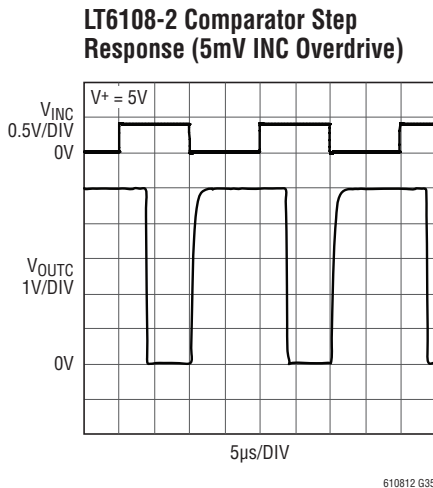 LT6108-2 Comparator Step
Response (5mV INC Overdrive)
V+ = 5V
VINC
0.5V/DIV
0V
VOUTC
1V/DIV
0V
5µs/DIV
610812 G35